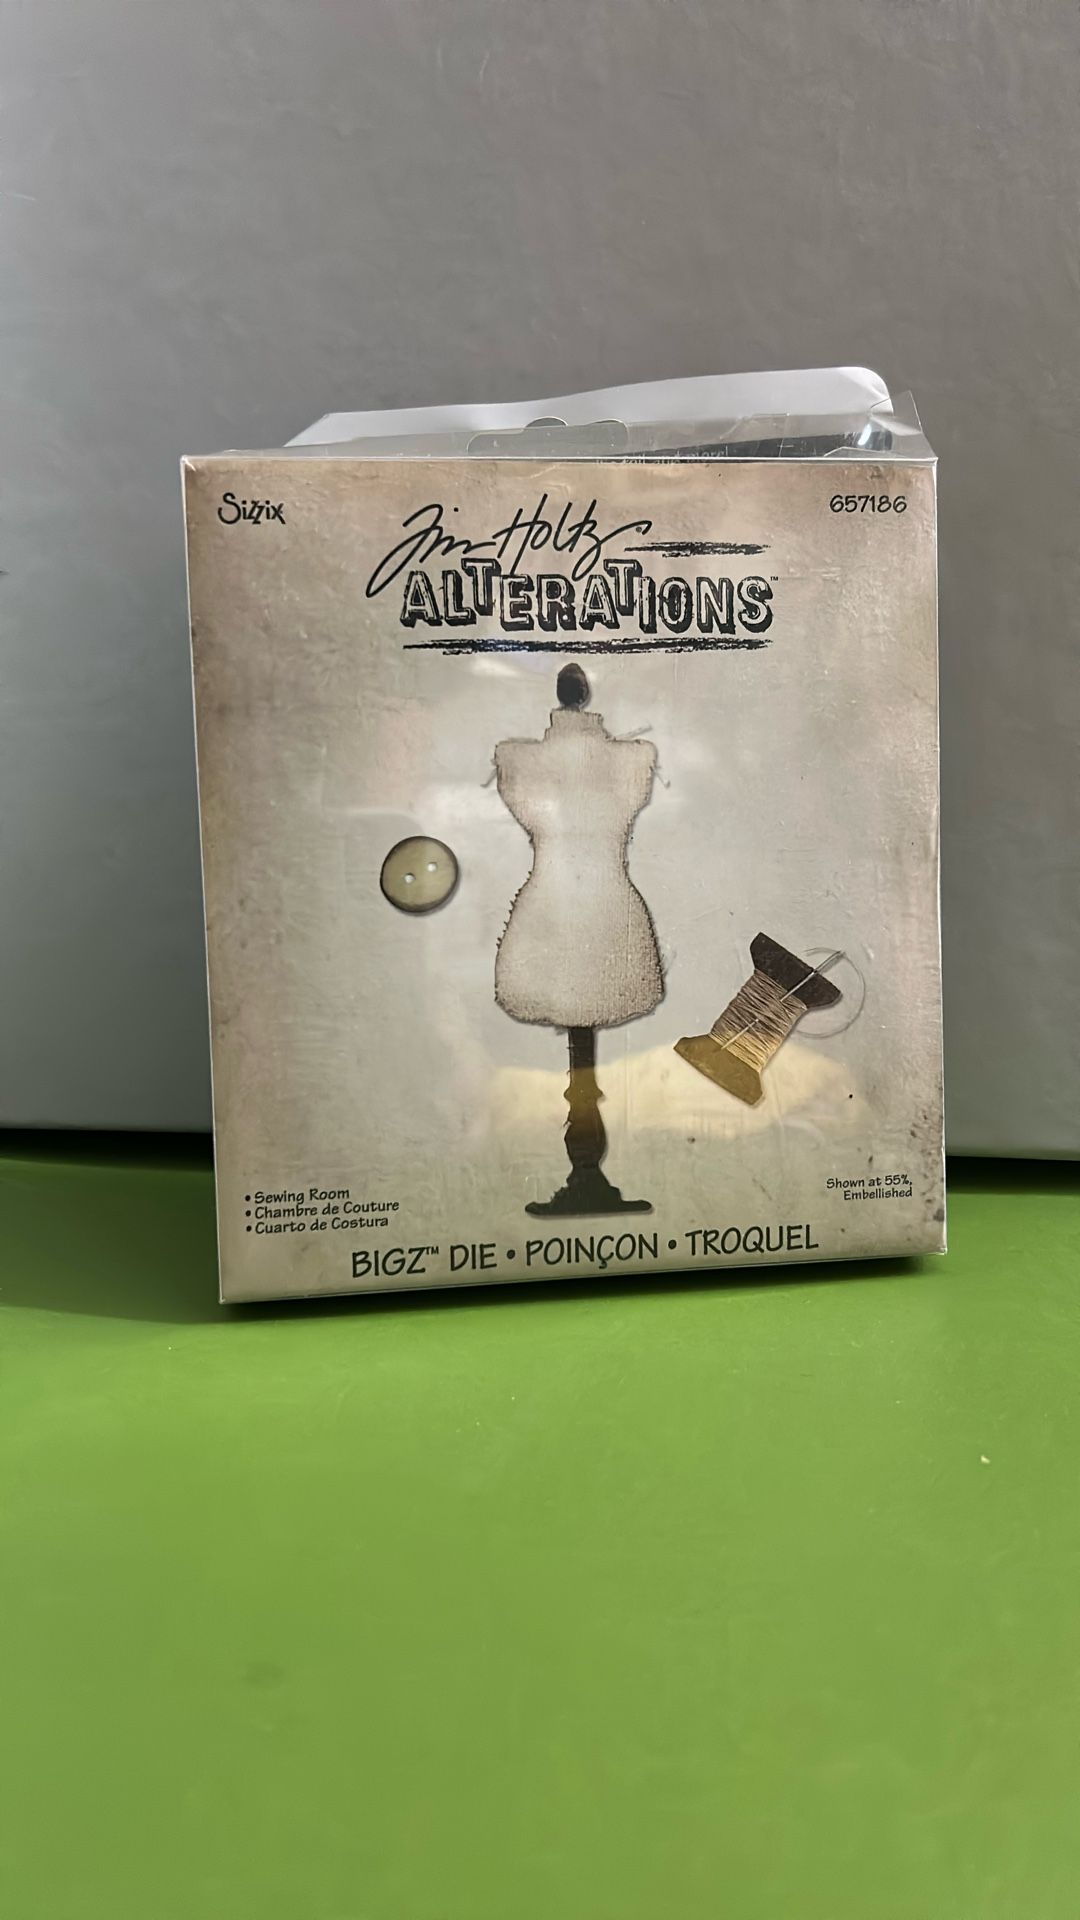 Sizzix
657186
Tim Holtz
ALTERATIONS™
• Sewing Room
• Chambre de Couture
• Cuarto de Costura
Shown at 55%,
Embellished
BIGZ™ DIE • POINÇON • TROQUEL